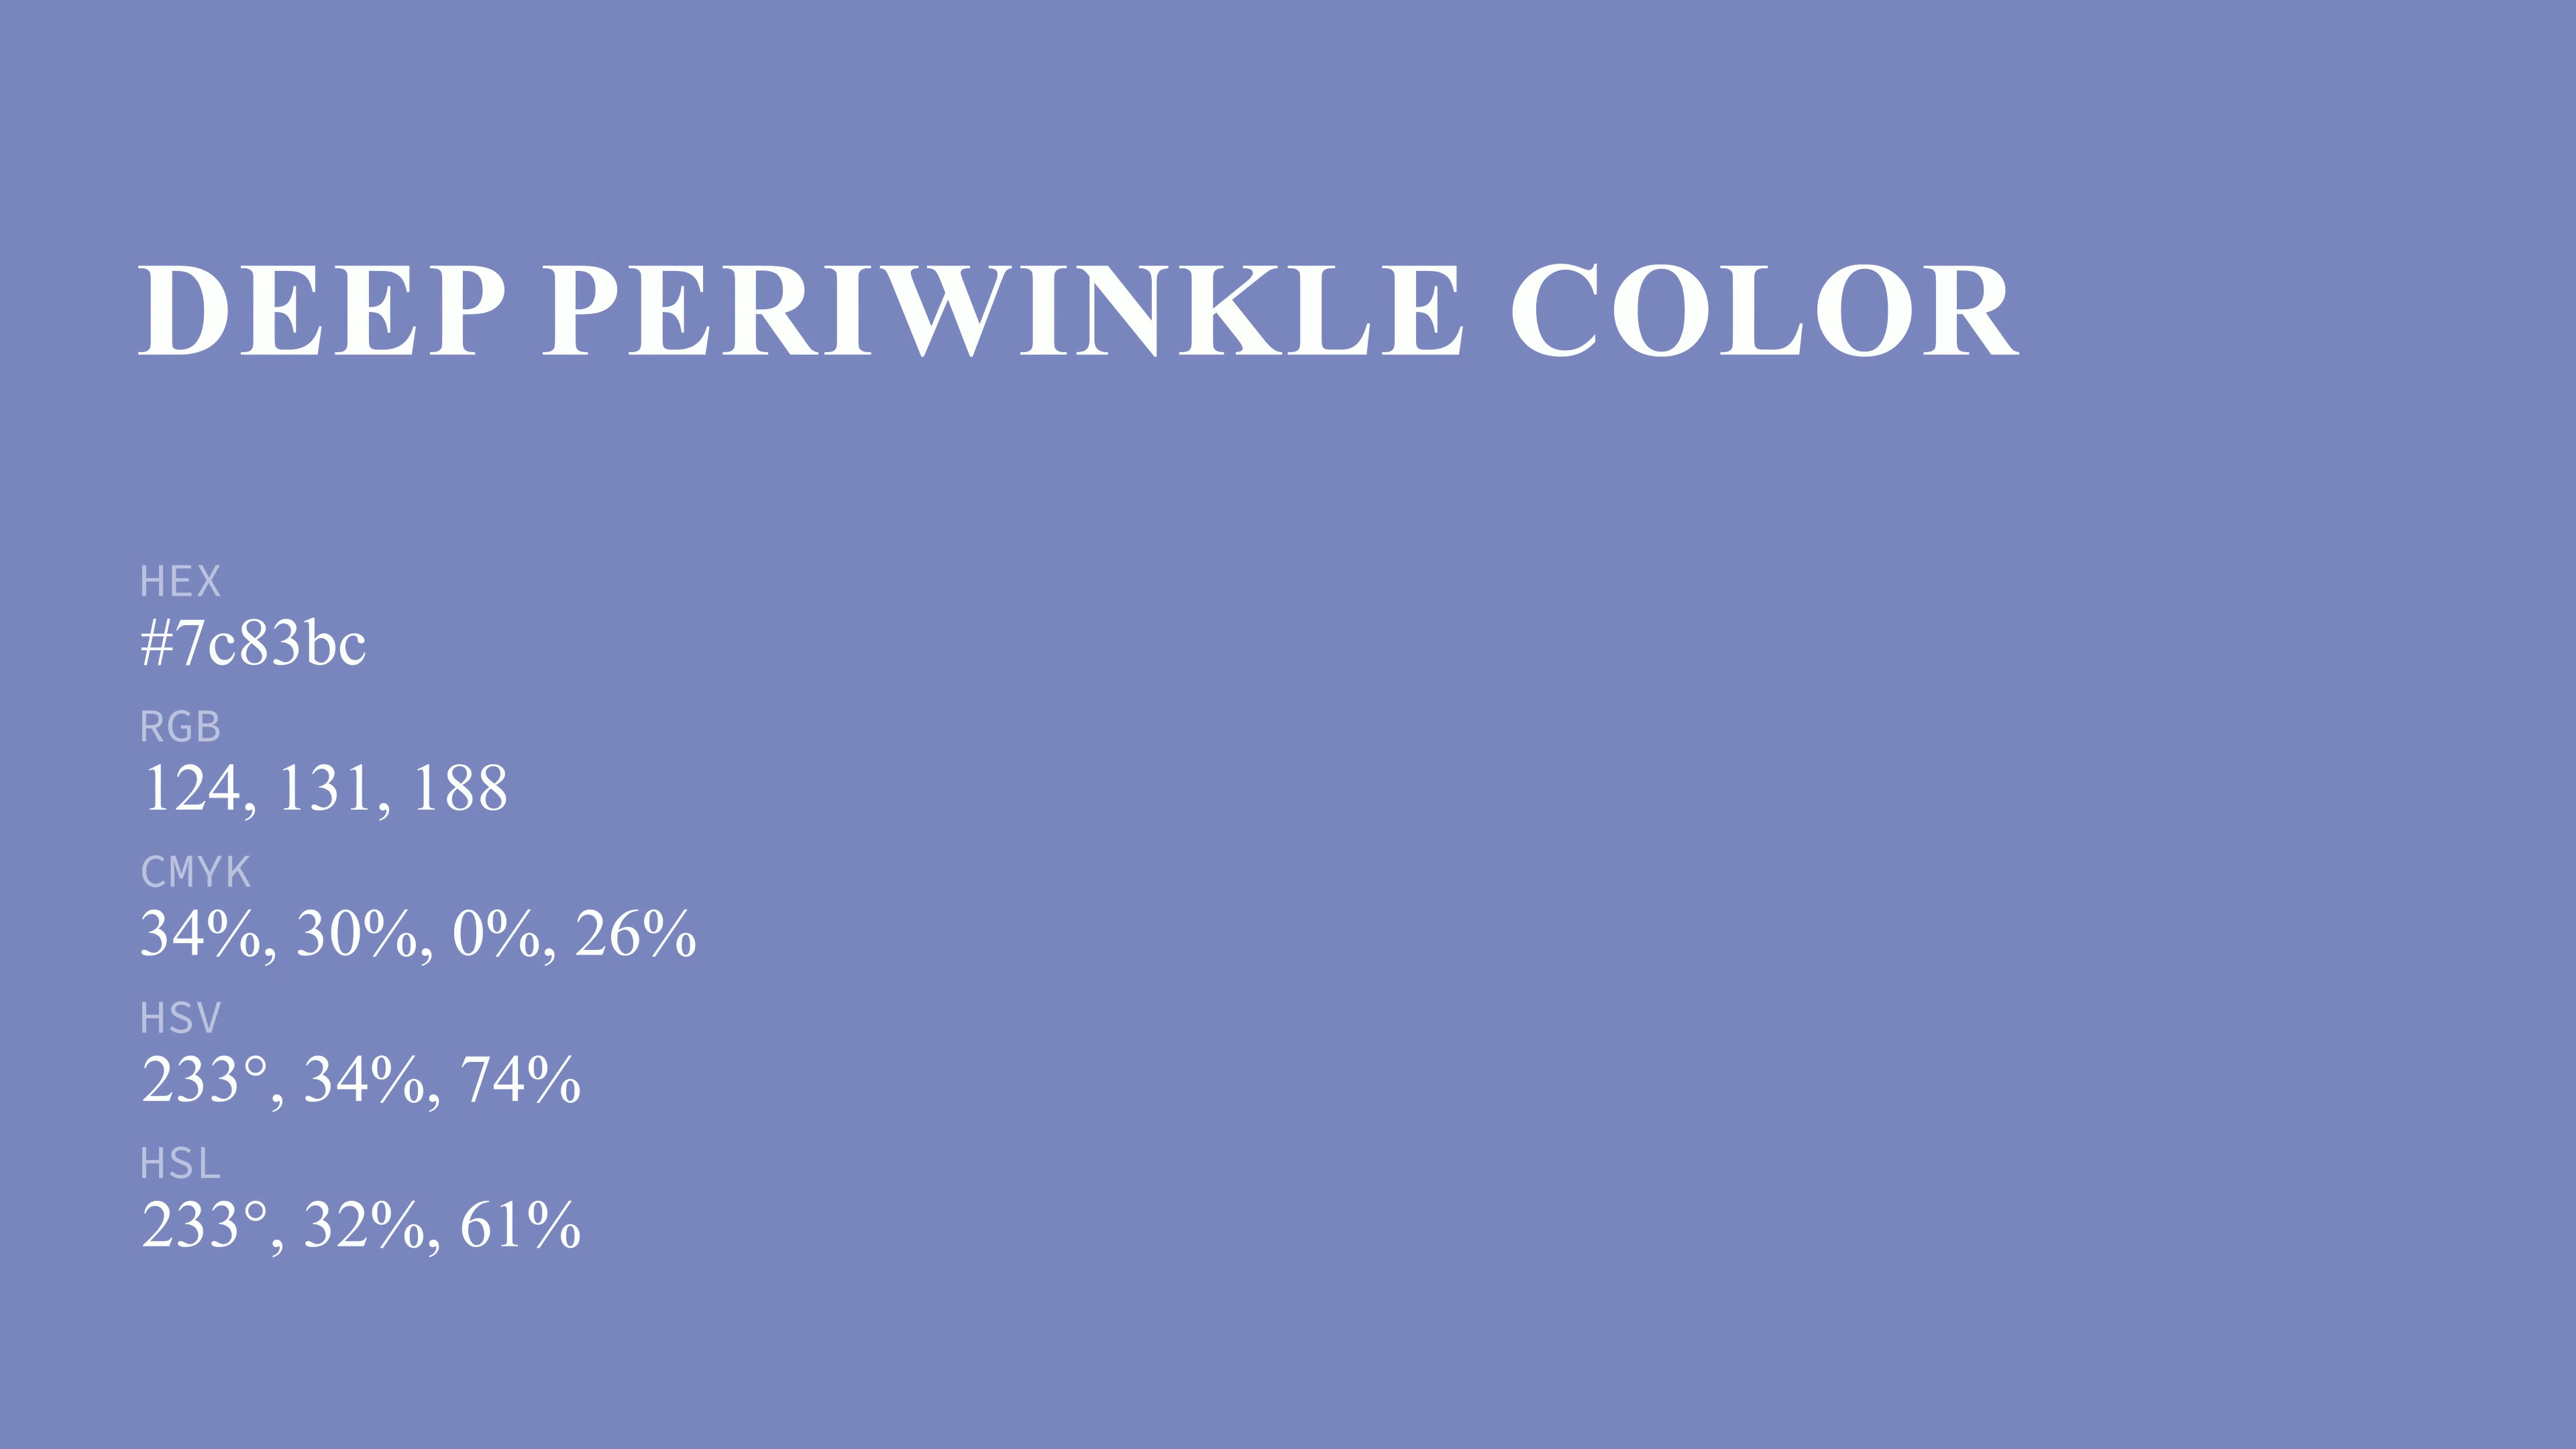 DEEP PERIWINKLE COLOR
HEX
#7c83bc
RGB
124, 131, 188
CMYK
34%, 30%, 0%, 26%
HSV
233°, 34%, 74%
HSL
233°, 32%, 61%